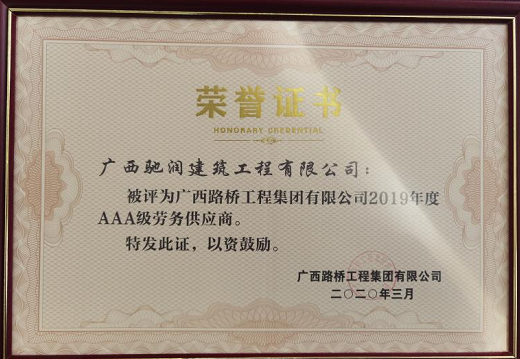 荣誉证书
HONORARY CREDENTIAL
广西驰润建筑工程有限公司：
被评为广西路桥工程集团有限公司2019年度
AAA级劳务供应商。
特发此证，以资鼓励。
广西路桥工程集团有限公司
二〇二〇年三月